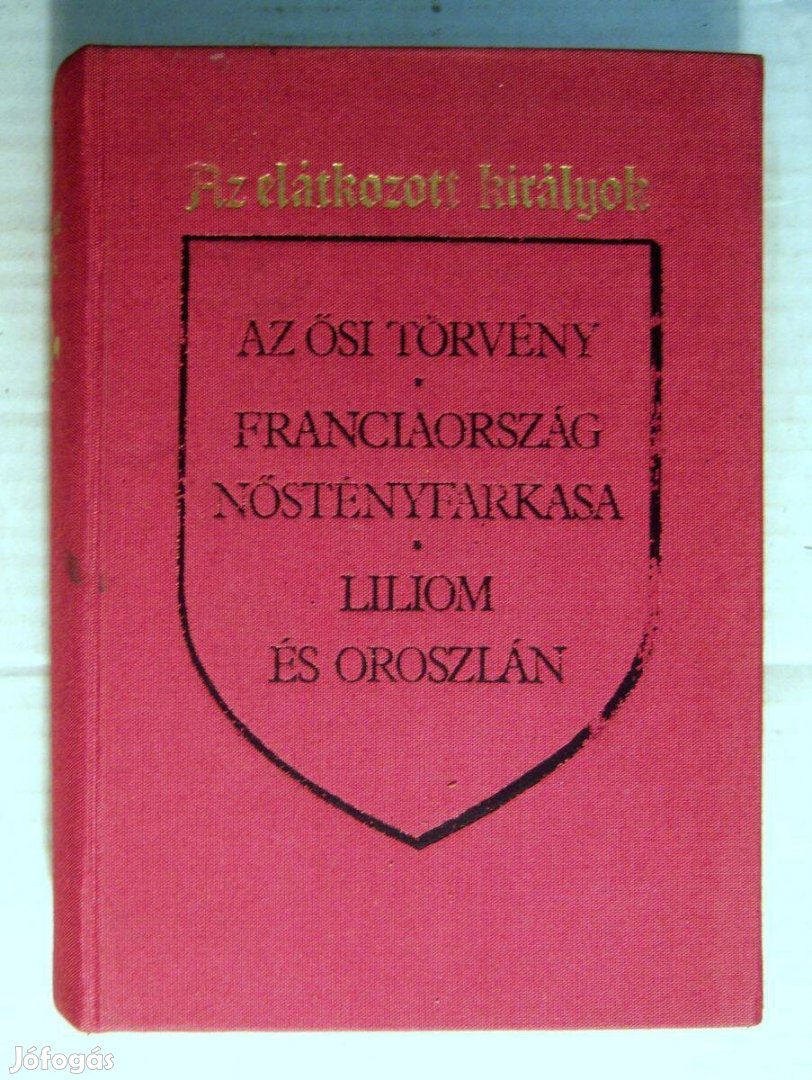 Az elátkozott királyok
AZ ŐSI TÖRVÉNY
·
FRANCIAORSZÁG
NŐSTÉNYFARKASA
·
LILIOM
ÉS OROSZLÁN
Jófogás